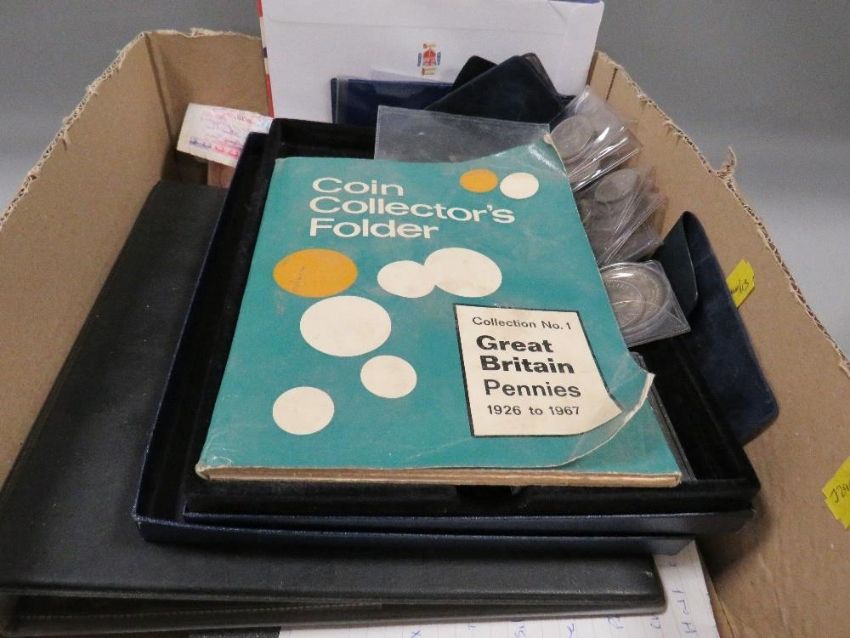 Coin
Collector's
Folder
Collection No. 1
Great
Britain
Pennies
1926 to 1967